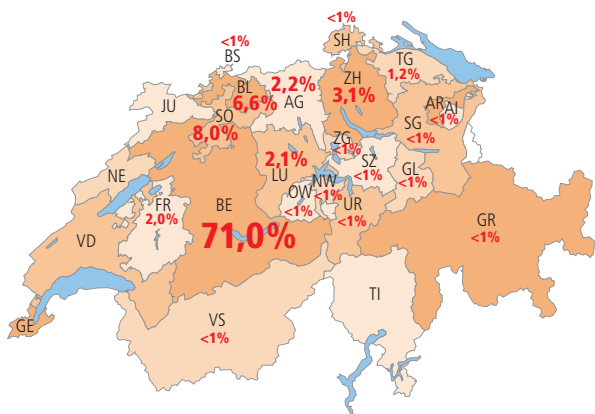 <1%
SH
<1%
BS
TG
1,2%
BL
6,6%
2,2%
AG
ZH
3,1%
JU
SO
8,0%
AR
AI
<1%
SG
<1%
ZG
<1%
SZ
<1%
2,1%
LU
GL
<1%
NE
NW
<1%
OW
<1%
UR
<1%
FR
2,0%
BE
71,0%
GR
<1%
VD
TI
VS
<1%
GE